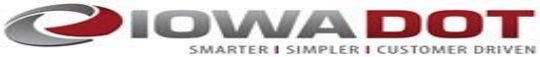 IOWADOT
SMARTER | SIMPLER | CUSTOMER DRIVEN